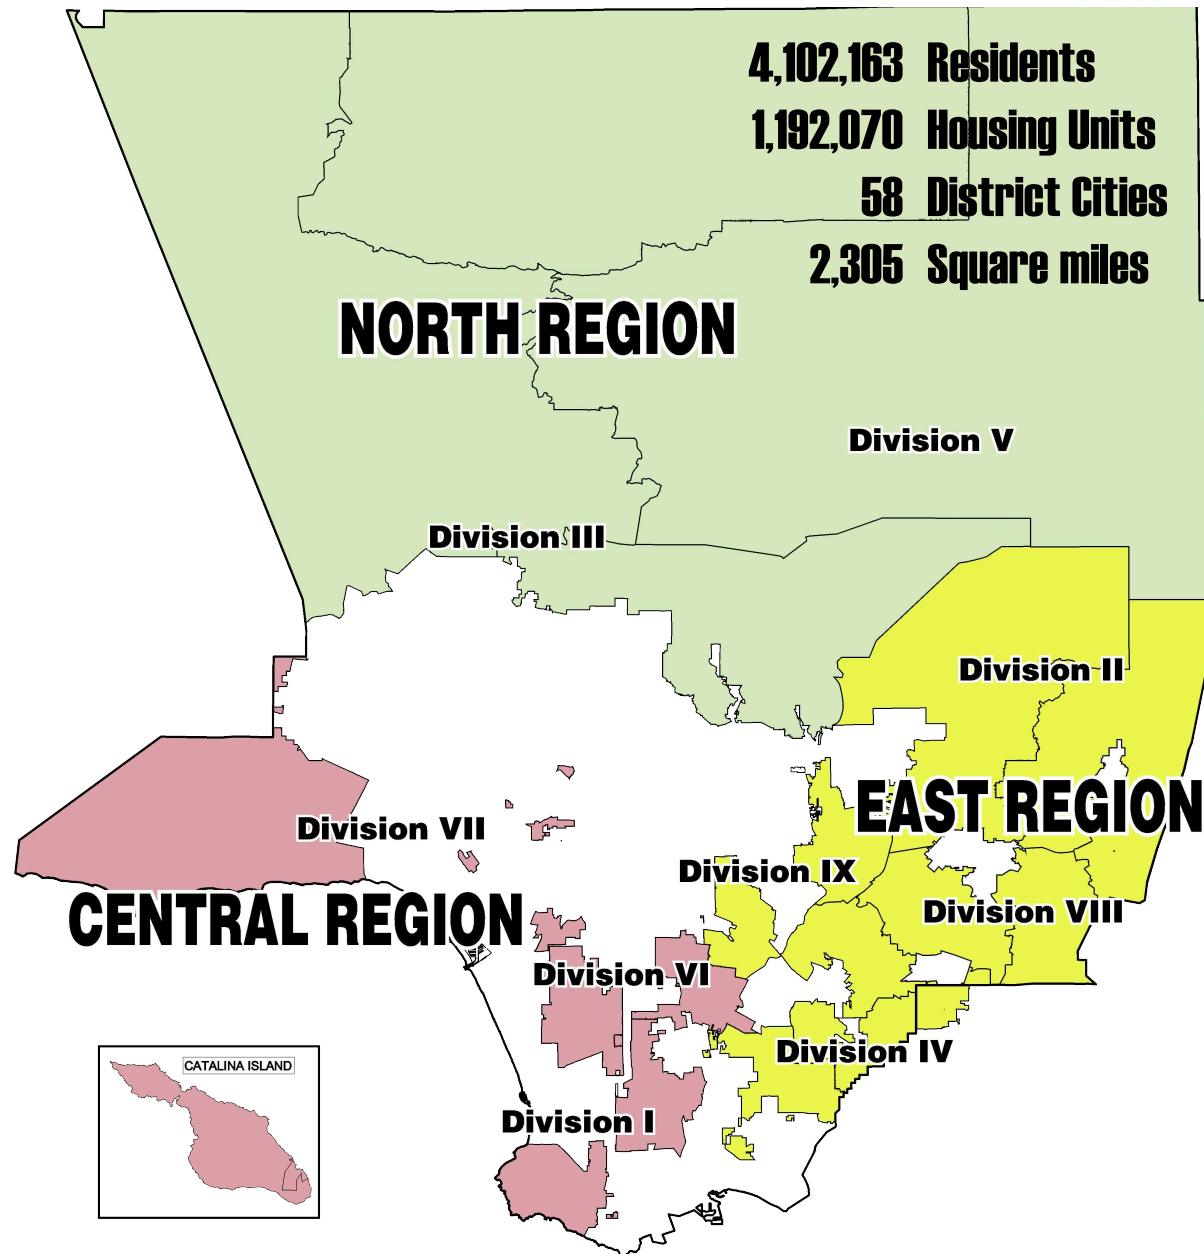 4,102,163 Residents
1,192,070 Housing Units
58 District Cities
2,305 Square miles
NORTH REGION
Division V
Division III
Division II
EAST REGION
Division VII
Division IX
CENTRAL REGION
Division VIII
Division VI
Division IV
CATALINA ISLAND
Division I